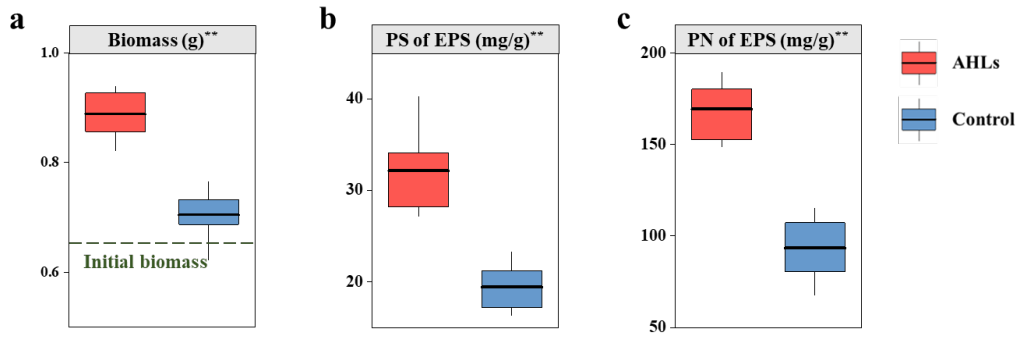 a
Biomass (g)**
1.0
0.8
0.6
Initial biomass
b
PS of EPS (mg/g)**
40
30
20
c
PN of EPS (mg/g)**
200
150
100
50
AHLs
Control